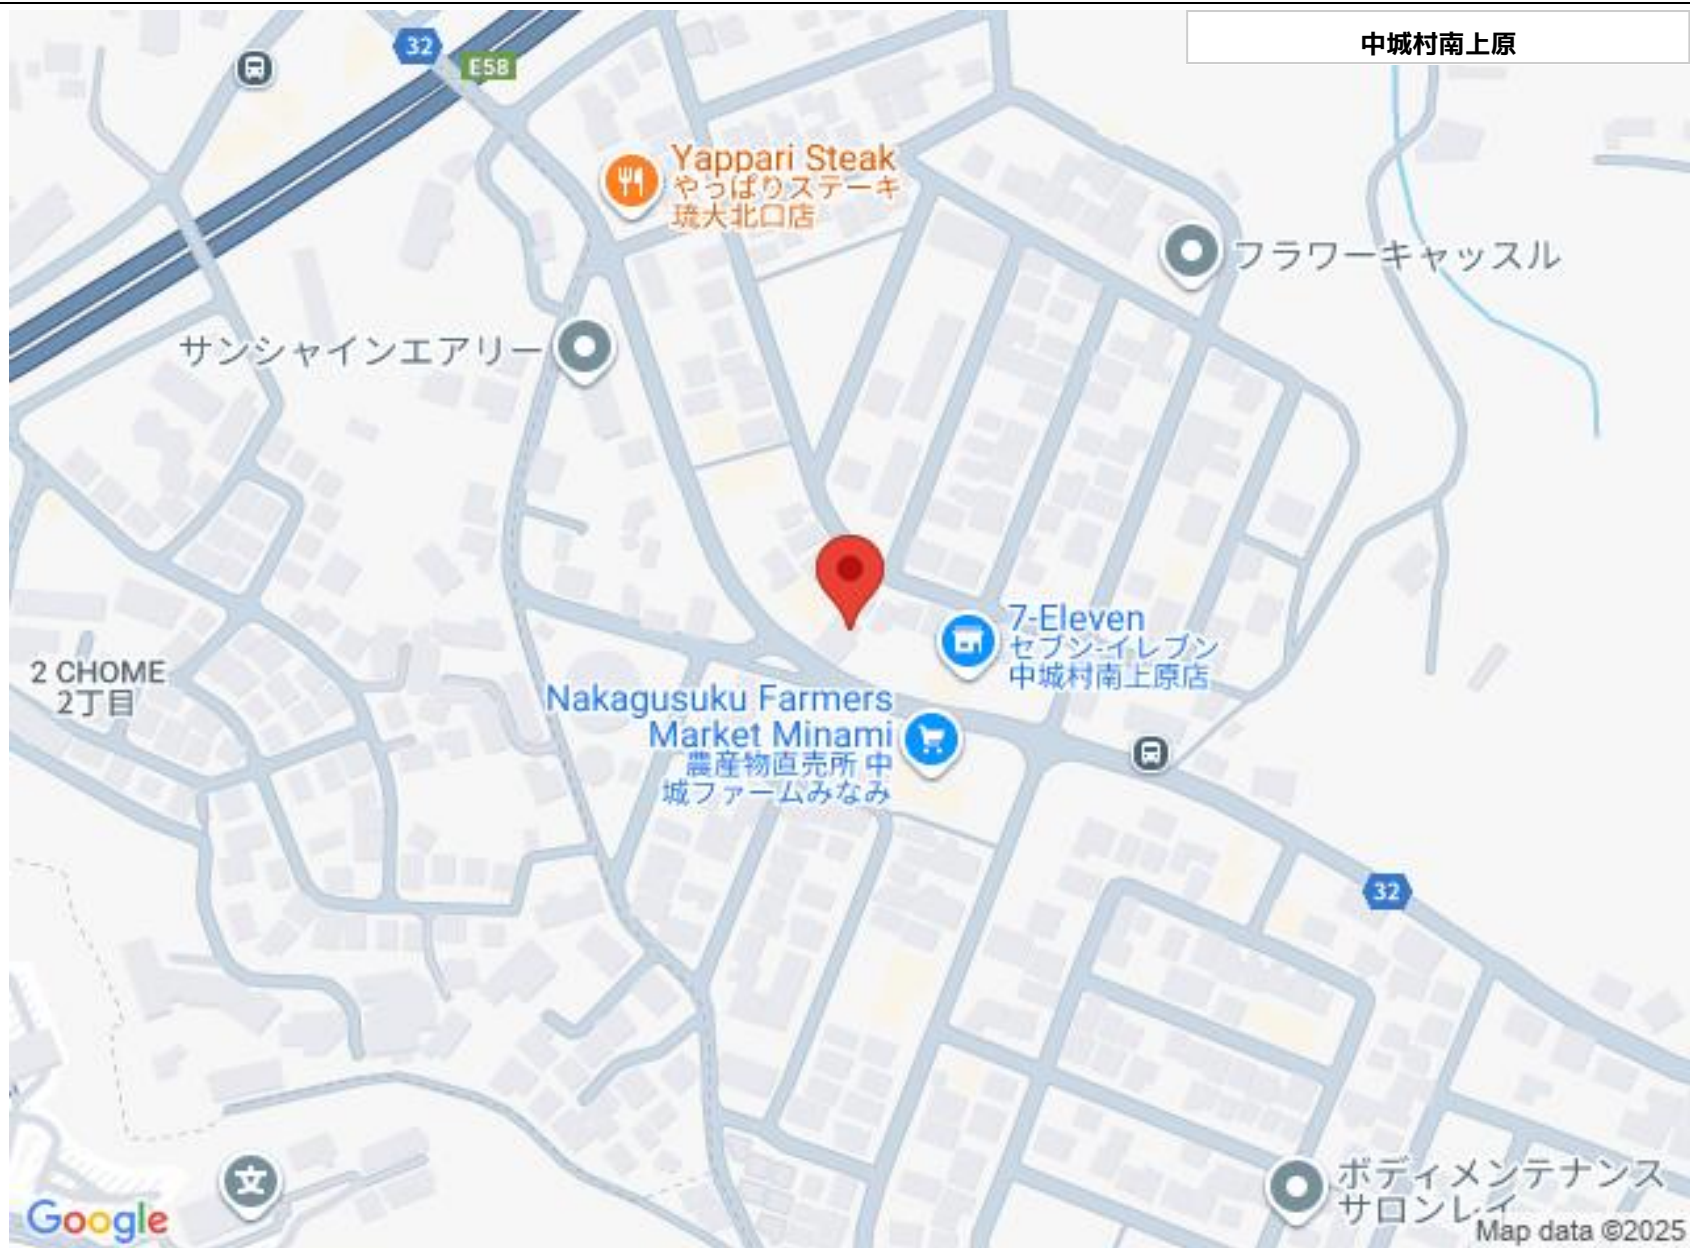 中城村南上原
32
E58
Yappari Steak
やっぱりステーキ
琉大北口店
フラワーキャッスル
サンシャインエアリー
7-Eleven
セブン-イレブン
中城村南上原店
2 CHOME
2丁目
Nakagusuku Farmers
Market Minami
農産物直売所 中
城ファームみなみ
32
文
ボディメンテナンス
サロンレイ
Google
Map data ©2025